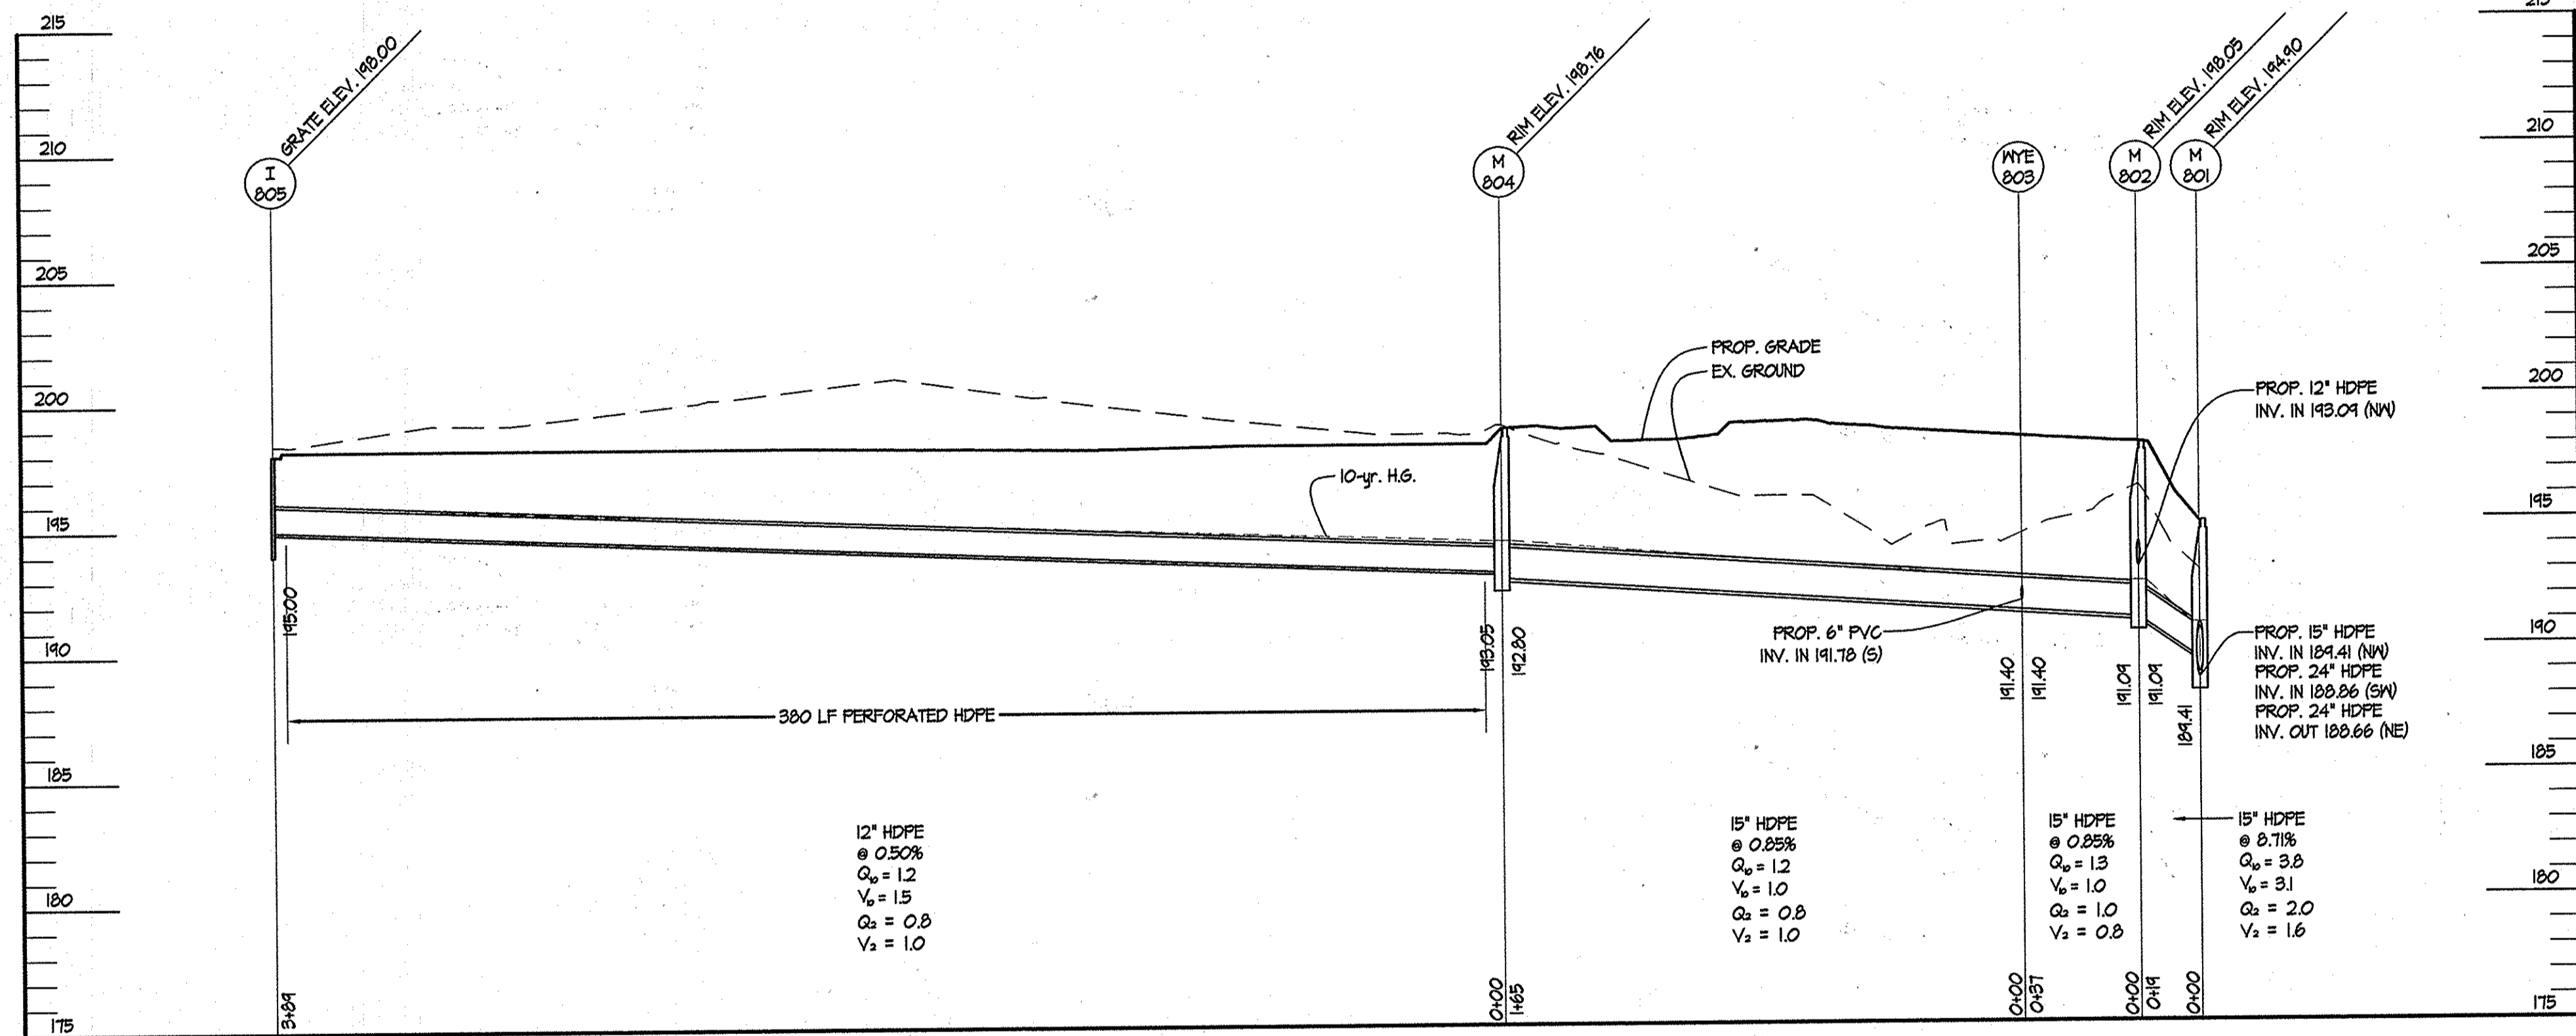 215
210
205
200
195
190
185
180
175
I
805
GRATE ELEV. 198.00
M
804
RIM ELEV. 198.76
WYE
803
M
802
RIM ELEV. 198.05
M
801
RIM ELEV. 194.90
215
210
205
200
195
190
185
180
175
PROP. GRADE
EX. GROUND
10-yr. H.G.
PROP. 12" HDPE
INV. IN 193.09 (NW)
PROP. 6" PVC
INV. IN 191.78 (S)
PROP. 15" HDPE
INV. IN 189.41 (NW)
PROP. 24" HDPE
INV. IN 188.86 (SW)
PROP. 24" HDPE
INV. OUT 188.66 (NE)
195.00
193.05
192.80
191.40
191.40
191.09
191.09
189.41
380 LF PERFORATED HDPE
12" HDPE
@ 0.50%
Q₁₀ = 1.2
V₁₀ = 1.5
Q₂ = 0.8
V₂ = 1.0
15" HDPE
@ 0.85%
Q₁₀ = 1.2
V₁₀ = 1.0
Q₂ = 0.8
V₂ = 1.0
15" HDPE
@ 0.85%
Q₁₀ = 1.3
V₁₀ = 1.0
Q₂ = 1.0
V₂ = 0.8
15" HDPE
@ 8.71%
Q₁₀ = 3.8
V₁₀ = 3.1
Q₂ = 2.0
V₂ = 1.6
3+89
0+00
1+65
0+00
0+37
0+00
0+19
0+00